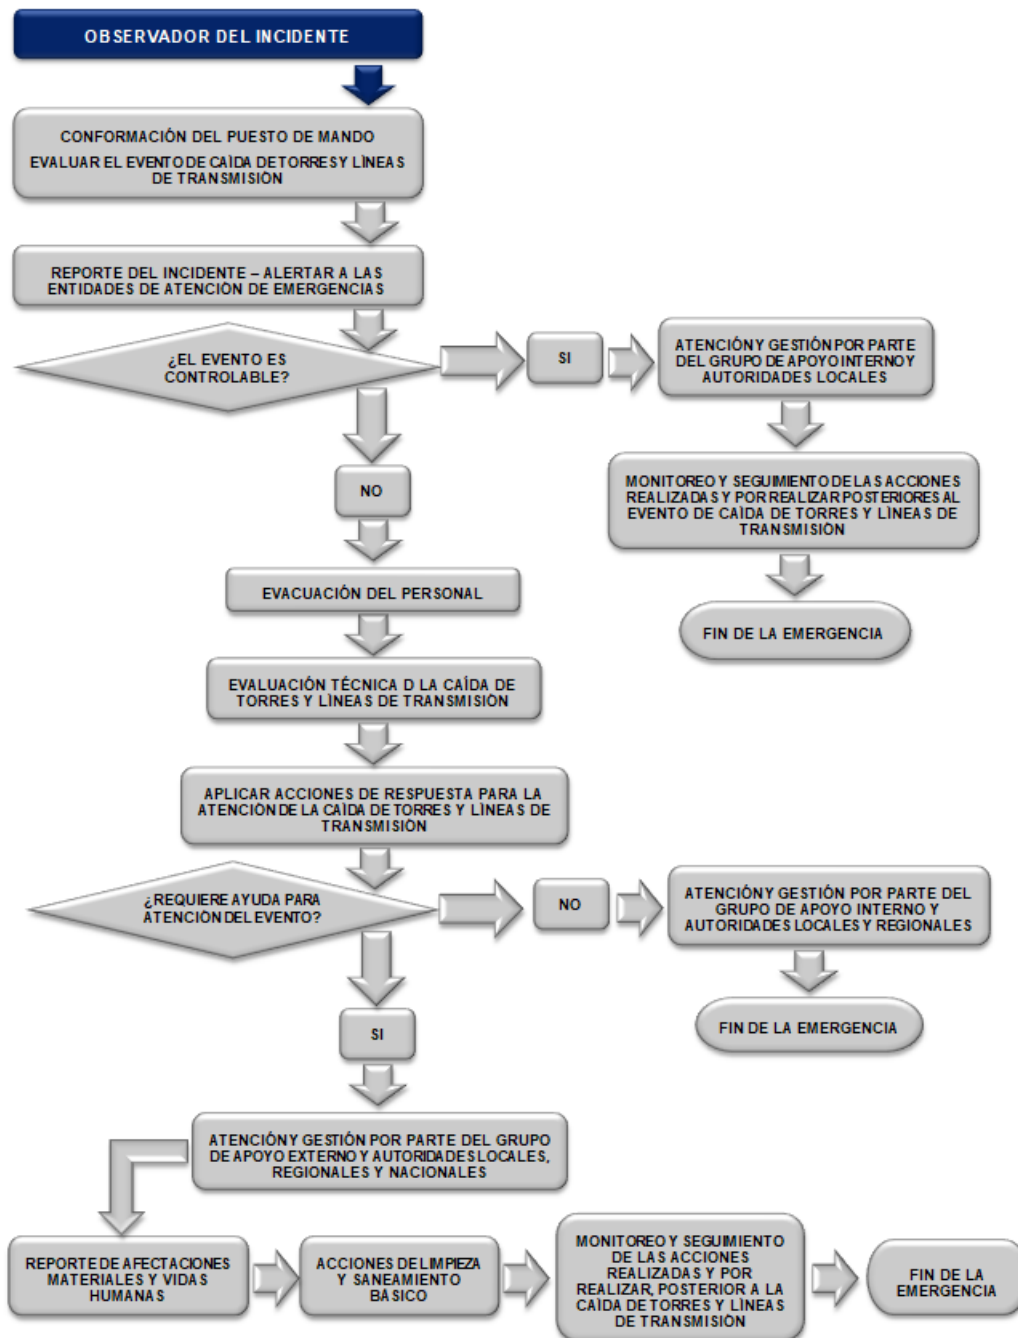 OBSERVADOR DEL INCIDENTE
CONFORMACIÓN DEL PUESTO DE MANDO
EVALUAR EL EVENTO DE CAÌDA DE TORRES Y LÌNEAS
DE TRANSMISIÒN
REPORTE DEL INCIDENTE – ALERTAR A LAS
ENTIDADES DE ATENCIÓN DE EMERGENCIAS
¿EL EVENTO ES
CONTROLABLE?
SI
ATENCIÓN Y GESTIÓN POR PARTE
DEL GRUPO DE APOYO INTERNO Y
AUTORIDADES LOCALES
MONITOREO Y SEGUIMIENTO DE LAS ACCIONES
REALIZADAS Y POR REALIZAR POSTERIORES AL
EVENTO DE CAÌDA DE TORRES Y LÌNEAS DE
TRANSMISIÒN
FIN DE LA EMERGENCIA
NO
EVACUACIÓN DEL PERSONAL
EVALUACIÓN TÉCNICA D LA CAÍDA DE
TORRES Y LÌNEAS DE TRANSMISIÒN
APLICAR ACCIONES DE RESPUESTA PARA LA
ATENCIÒN DE LA CAÌDA DE TORRES Y LÌNEAS DE
TRANSMISIÒN
¿REQUIERE AYUDA PARA
ATENCIÒN DEL EVENTO?
NO
ATENCIÓN Y GESTIÓN POR PARTE DEL
GRUPO DE APOYO INTERNO Y
AUTORIDADES LOCALES Y REGIONALES
FIN DE LA EMERGENCIA
SI
ATENCIÓN Y GESTIÓN POR PARTE DEL GRUPO
DE APOYO EXTERNO Y AUTORIDADES LOCALES,
REGIONALES Y NACIONALES
REPORTE DE AFECTACIONES
MATERIALES Y VIDAS
HUMANAS
ACCIONES DE LIMPIEZA
Y SANEAMIENTO
BÁSICO
MONITOREO Y SEGUIMIENTO
DE LAS ACCIONES
REALIZADAS Y POR
REALIZAR, POSTERIOR A LA
CAÌDA DE TORRES Y LÌNEAS
DE TRANSMISIÒN
FIN DE LA
EMERGENCIA